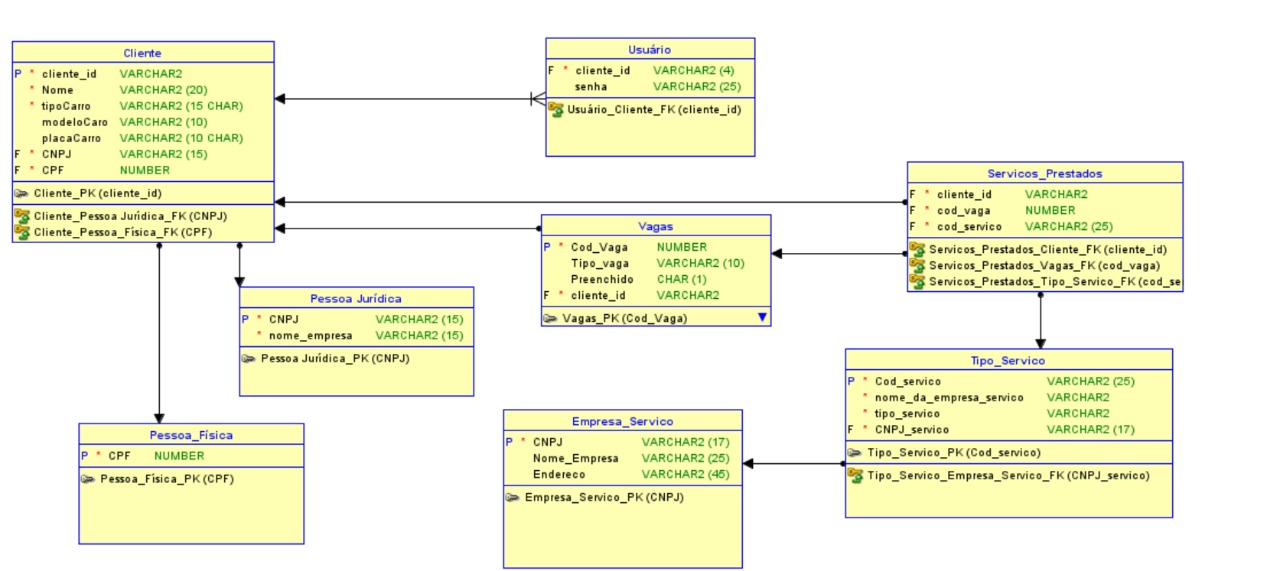 Cliente
P * cliente_id VARCHAR2
* Nome VARCHAR2 (20)
* tipoCarro VARCHAR2 (15 CHAR)
modeloCaro VARCHAR2 (10)
placaCarro VARCHAR2 (10 CHAR)
F * CNPJ VARCHAR2 (15)
F * CPF NUMBER
Cliente_PK (cliente_id)
Cliente_Pessoa Jurídica_FK (CNPJ)
Cliente_Pessoa_Física_FK (CPF)
Usuário
F * cliente_id VARCHAR2 (4)
senha VARCHAR2 (25)
Usuário_Cliente_FK (cliente_id)
Servicos_Prestados
F * cliente_id VARCHAR2
F * cod_vaga NUMBER
F * cod_servico VARCHAR2 (25)
Servicos_Prestados_Cliente_FK (cliente_id)
Servicos_Prestados_Vagas_FK (cod_vaga)
Servicos_Prestados_Tipo_Servico_FK (cod_se
Vagas
P * Cod_Vaga NUMBER
Tipo_vaga VARCHAR2 (10)
Preenchido CHAR (1)
F * cliente_id VARCHAR2
Vagas_PK (Cod_Vaga)
Pessoa Jurídica
P * CNPJ VARCHAR2 (15)
* nome_empresa VARCHAR2 (15)
Pessoa Jurídica_PK (CNPJ)
Tipo_Servico
P * Cod_servico VARCHAR2 (25)
* nome_da_empresa_servico VARCHAR2
* tipo_servico VARCHAR2
F * CNPJ_servico VARCHAR2 (17)
Tipo_Servico_PK (Cod_servico)
Tipo_Servico_Empresa_Servico_FK (CNPJ_servico)
Pessoa_Física
P * CPF NUMBER
Pessoa_Física_PK (CPF)
Empresa_Servico
P * CNPJ VARCHAR2 (17)
Nome_Empresa VARCHAR2 (25)
Endereco VARCHAR2 (45)
Empresa_Servico_PK (CNPJ)